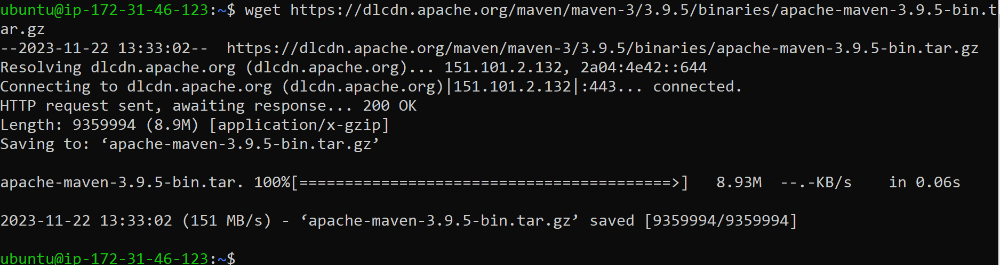 ubuntu@ip-172-31-46-123:~$ wget https://dlcdn.apache.org/maven/maven-3/3.9.5/binaries/apache-maven-3.9.5-bin.t
ar.gz
--2023-11-22 13:33:02--  https://dlcdn.apache.org/maven/maven-3/3.9.5/binaries/apache-maven-3.9.5-bin.tar.gz
Resolving dlcdn.apache.org (dlcdn.apache.org)... 151.101.2.132, 2a04:4e42::644
Connecting to dlcdn.apache.org (dlcdn.apache.org)|151.101.2.132|:443... connected.
HTTP request sent, awaiting response... 200 OK
Length: 9359994 (8.9M) [application/x-gzip]
Saving to: ‘apache-maven-3.9.5-bin.tar.gz’
apache-maven-3.9.5-bin.tar. 100%[=========================================>]   8.93M  --.-KB/s    in 0.06s
2023-11-22 13:33:02 (151 MB/s) - ‘apache-maven-3.9.5-bin.tar.gz’ saved [9359994/9359994]
ubuntu@ip-172-31-46-123:~$